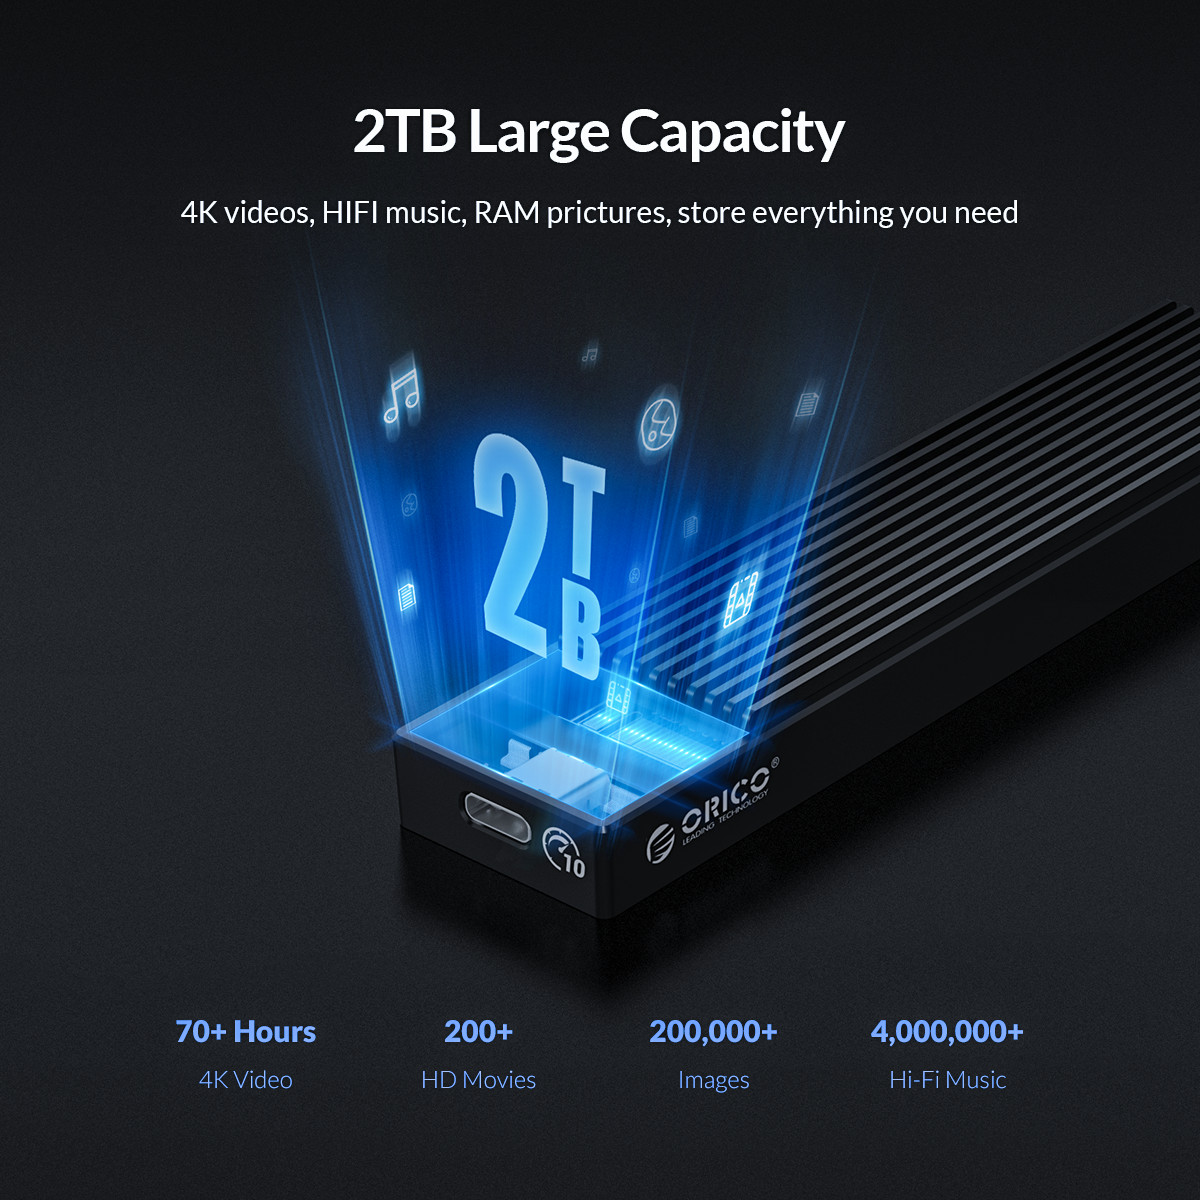 2TB Large Capacity
4K videos, HIFI music, RAM prictures, store everything you need
2TB
ORICO®
LEADING TECHNOLOGY
10
70+ Hours
4K Video
200+
HD Movies
200,000+
Images
4,000,000+
Hi-Fi Music